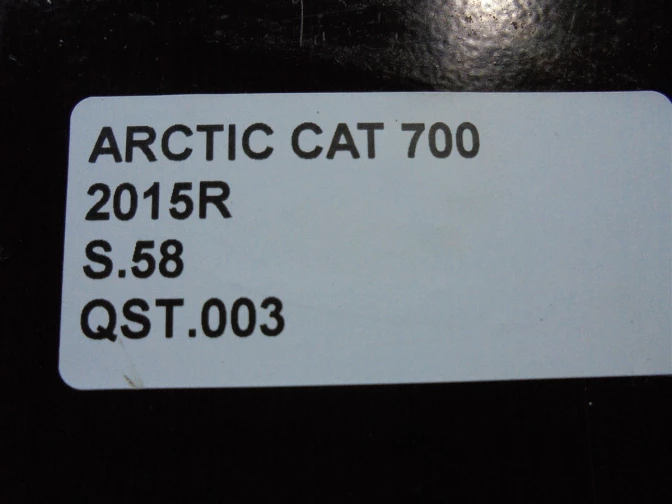 ARCTIC CAT 700
2015R
S.58
QST.003